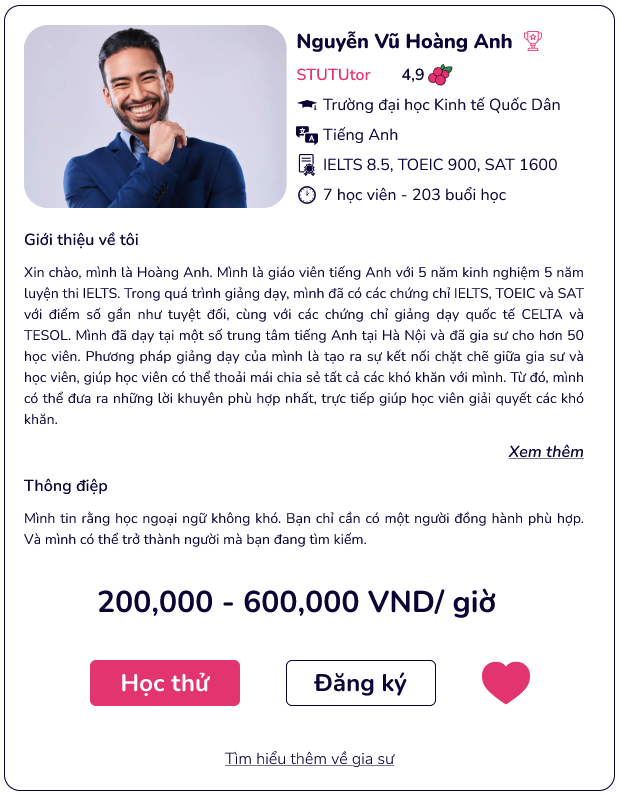 Nguyễn Vũ Hoàng Anh
STUTUtor 4,9
Trường đại học Kinh tế Quốc Dân
Tiếng Anh
IELTS 8.5, TOEIC 900, SAT 1600
7 học viên - 203 buổi học
Giới thiệu về tôi
Xin chào, mình là Hoàng Anh. Mình là giáo viên tiếng Anh với 5 năm kinh nghiệm 5 năm
luyện thi IELTS. Trong quá trình giảng dạy, mình đã có các chứng chỉ IELTS, TOEIC và SAT
với điểm số gần như tuyệt đối, cùng với các chứng chỉ giảng dạy quốc tế CELTA và
TESOL. Mình đã dạy tại một số trung tâm tiếng Anh tại Hà Nội và đã gia sư cho hơn 50
học viên. Phương pháp giảng dạy của mình là tạo ra sự kết nối chặt chẽ giữa gia sư và
học viên, giúp học viên có thể thoải mái chia sẻ tất cả các khó khăn với mình. Từ đó, mình
có thể đưa ra những lời khuyên phù hợp nhất, trực tiếp giúp học viên giải quyết các khó
khăn.
Xem thêm
Thông điệp
Mình tin rằng học ngoại ngữ không khó. Bạn chỉ cần có một người đồng hành phù hợp.
Và mình có thể trở thành người mà bạn đang tìm kiếm.
200,000 - 600,000 VND/ giờ
Học thử Đăng ký
Tìm hiểu thêm về gia sư